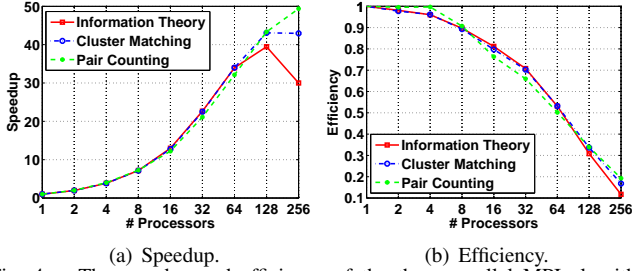 50
40
30
20
10
0
Speedup
Information Theory
Cluster Matching
Pair Counting
1 2 4 8 16 32 64 128 256
# Processors
(a) Speedup.
1
0.9
0.8
0.7
0.6
0.5
0.4
0.3
0.2
0.1
Efficiency
Information Theory
Cluster Matching
Pair Counting
1 2 4 8 16 32 64 128 256
# Processors
(b) Efficiency.